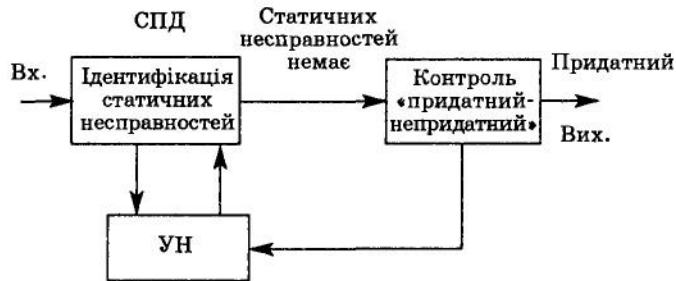 СПД
Статичних
несправностей
немає
Вх.
Ідентифікація
статичних
несправностей
Контроль
«придатний-
непридатний»
Придатний
Вих.
УН